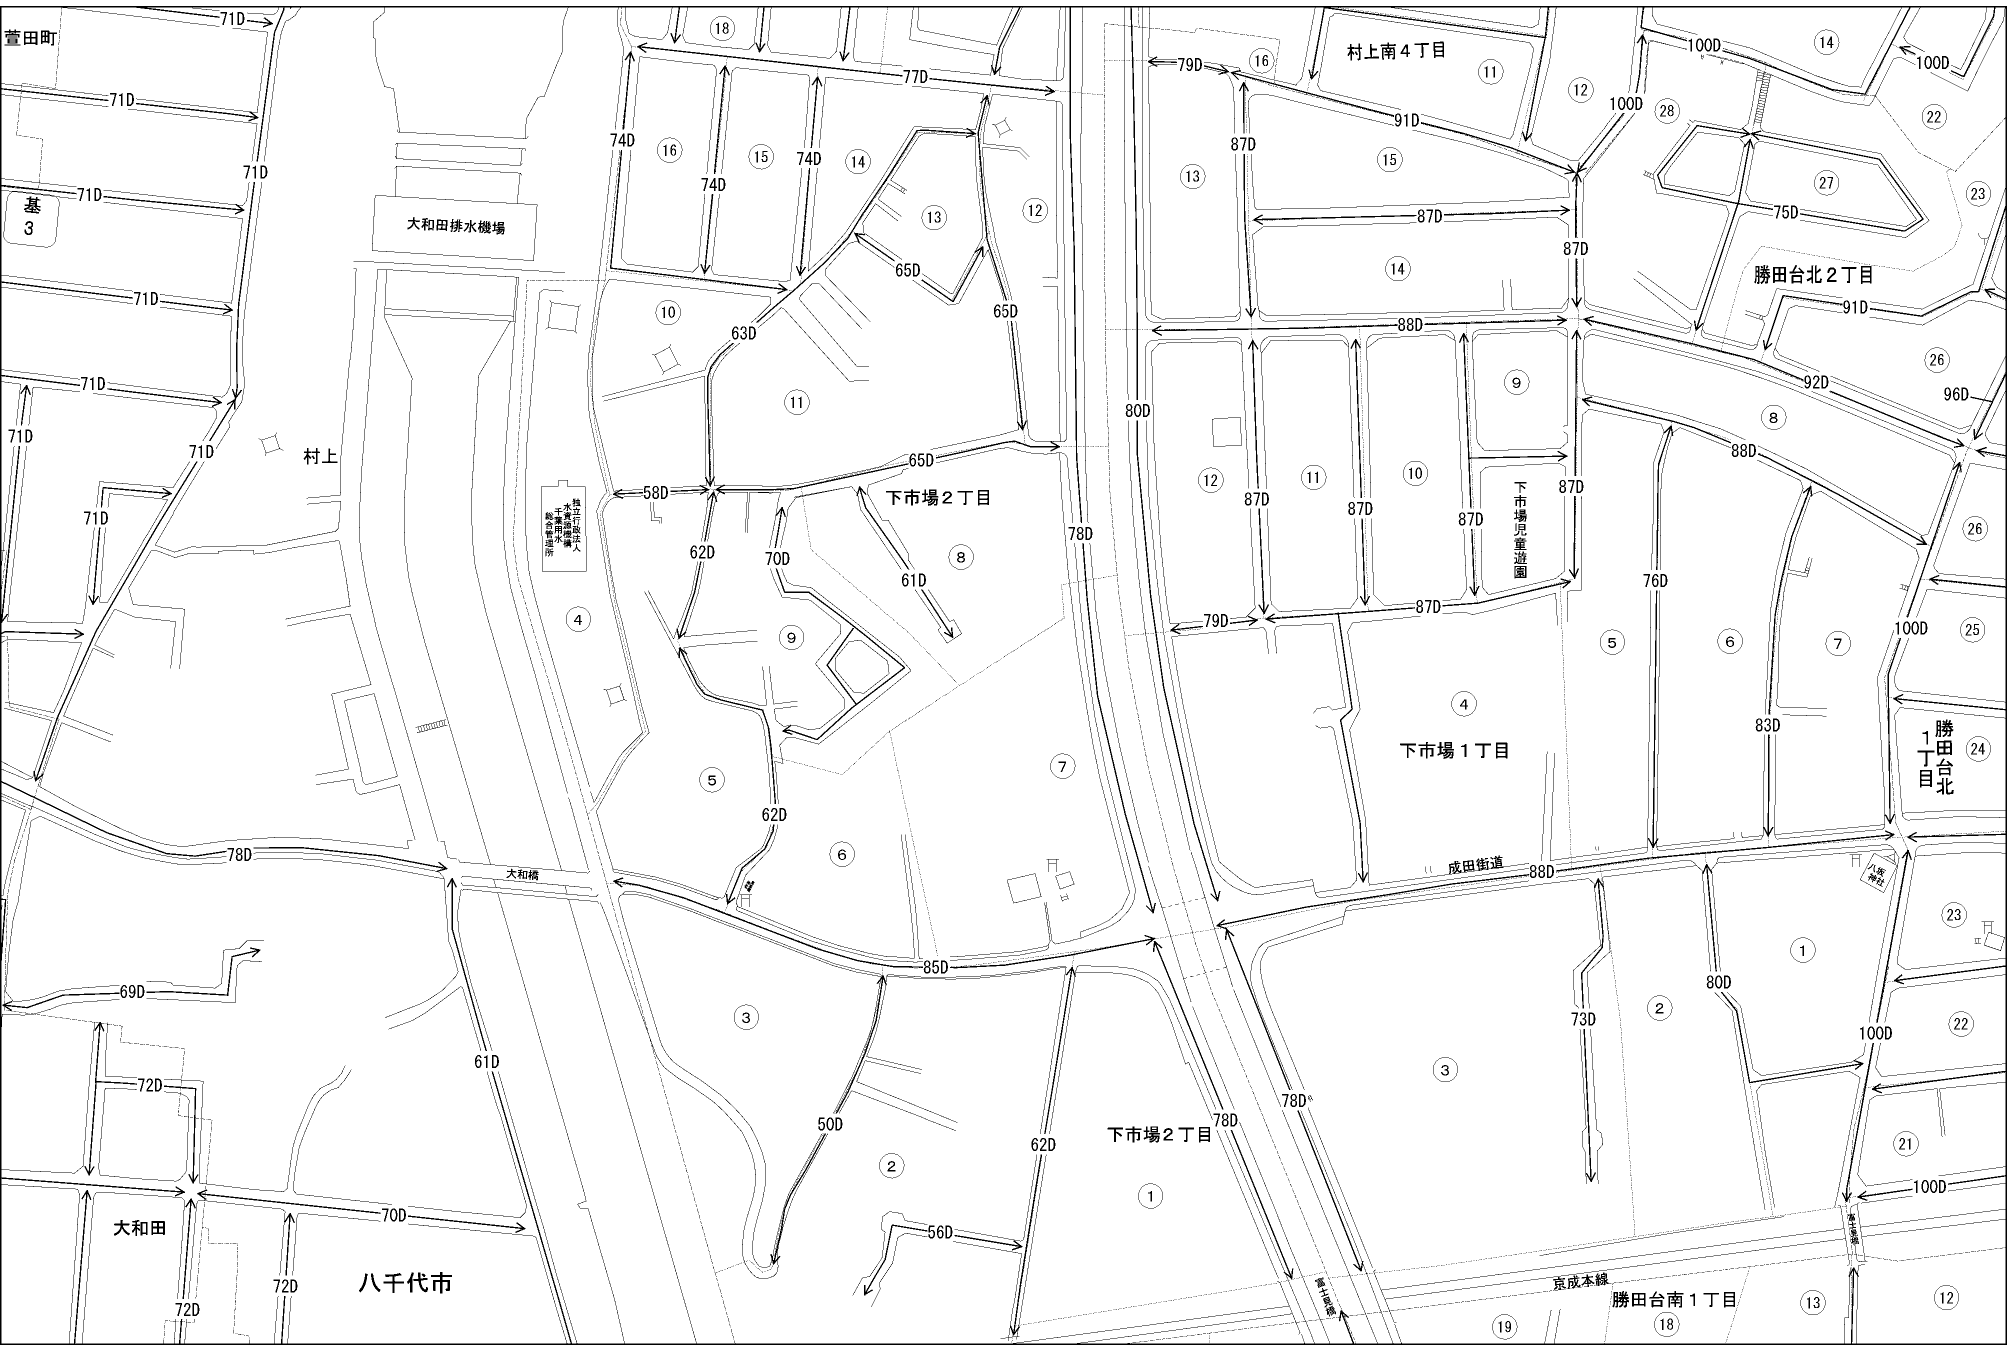 71D
⑱
村上南４丁目
⑭
萱田町
⑯
⑪
100D
77D
79D
100D
⑫
71D
㉘
㉒
91D
100D
74D
⑯
⑮
74D
⑭
87D
⑮
71D
74D
⑬
㉗
㉓
71D
基
3
⑬
⑫
87D
75D
大和田排水機場
87D
65D
⑭
勝田台北２丁目
71D
⑩
65D
91D
63D
88D
71D
⑨
92D
㉖
96D
⑪
80D
⑧
71D
71D
村上
65D
88D
58D
下市場２丁目
⑫
⑪
⑩
87D
87D
87D
87D
71D
独立行政法人
水資源機構
千葉用水
総合管理所
下市場児童遊園
78D
62D
70D
⑧
㉖
61D
76D
④
⑨
79D
87D
⑤
⑥
⑦
100D
㉕
④
83D
下市場１丁目
勝田台北
１丁目
㉔
⑤
⑦
62D
78D
⑥
成田街道
大和橋
88D
八坂
神社
㉓
85D
①
69D
80D
③
②
73D
㉒
100D
61D
③
72D
78D
78D
50D
下市場２丁目
62D
㉑
②
①
100D
大和田
70D
56D
富士見橋
八千代市
72D
72D
京成本線
富士見橋
勝田台南１丁目
⑬
⑫
⑲
⑱